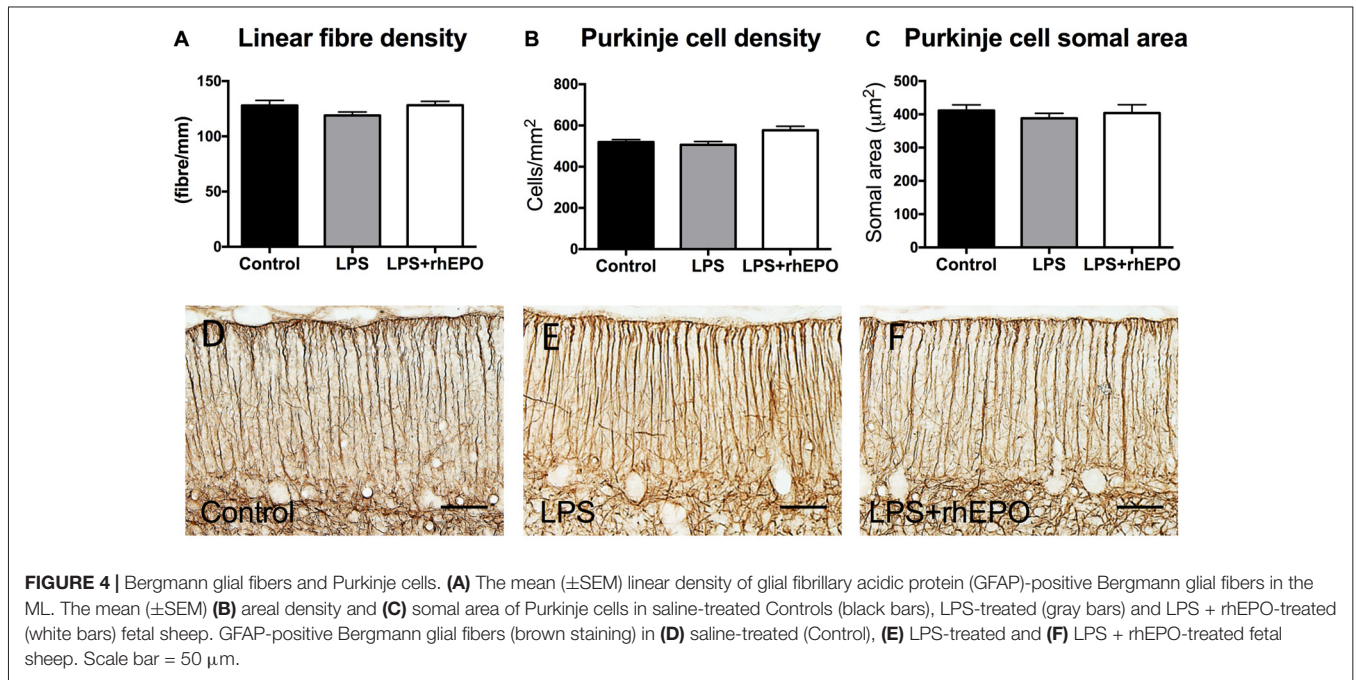 A Linear fibre density
150
100
50
0
(fibre/mm)
Control LPS LPS+rhEPO
B Purkinje cell density
800
600
400
200
0
Cells/mm²
Control LPS LPS+rhEPO
C Purkinje cell somal area
500
400
300
200
100
0
Somal area (μm²)
Control LPS LPS+rhEPO
D
Control
E
LPS
F
LPS+rhEPO
FIGURE 4 | Bergmann glial fibers and Purkinje cells. (A) The mean (±SEM) linear density of glial fibrillary acidic protein (GFAP)-positive Bergmann glial fibers in the
ML. The mean (±SEM) (B) areal density and (C) somal area of Purkinje cells in saline-treated Controls (black bars), LPS-treated (gray bars) and LPS + rhEPO-treated
(white bars) fetal sheep. GFAP-positive Bergmann glial fibers (brown staining) in (D) saline-treated (Control), (E) LPS-treated and (F) LPS + rhEPO-treated fetal
sheep. Scale bar = 50 μm.